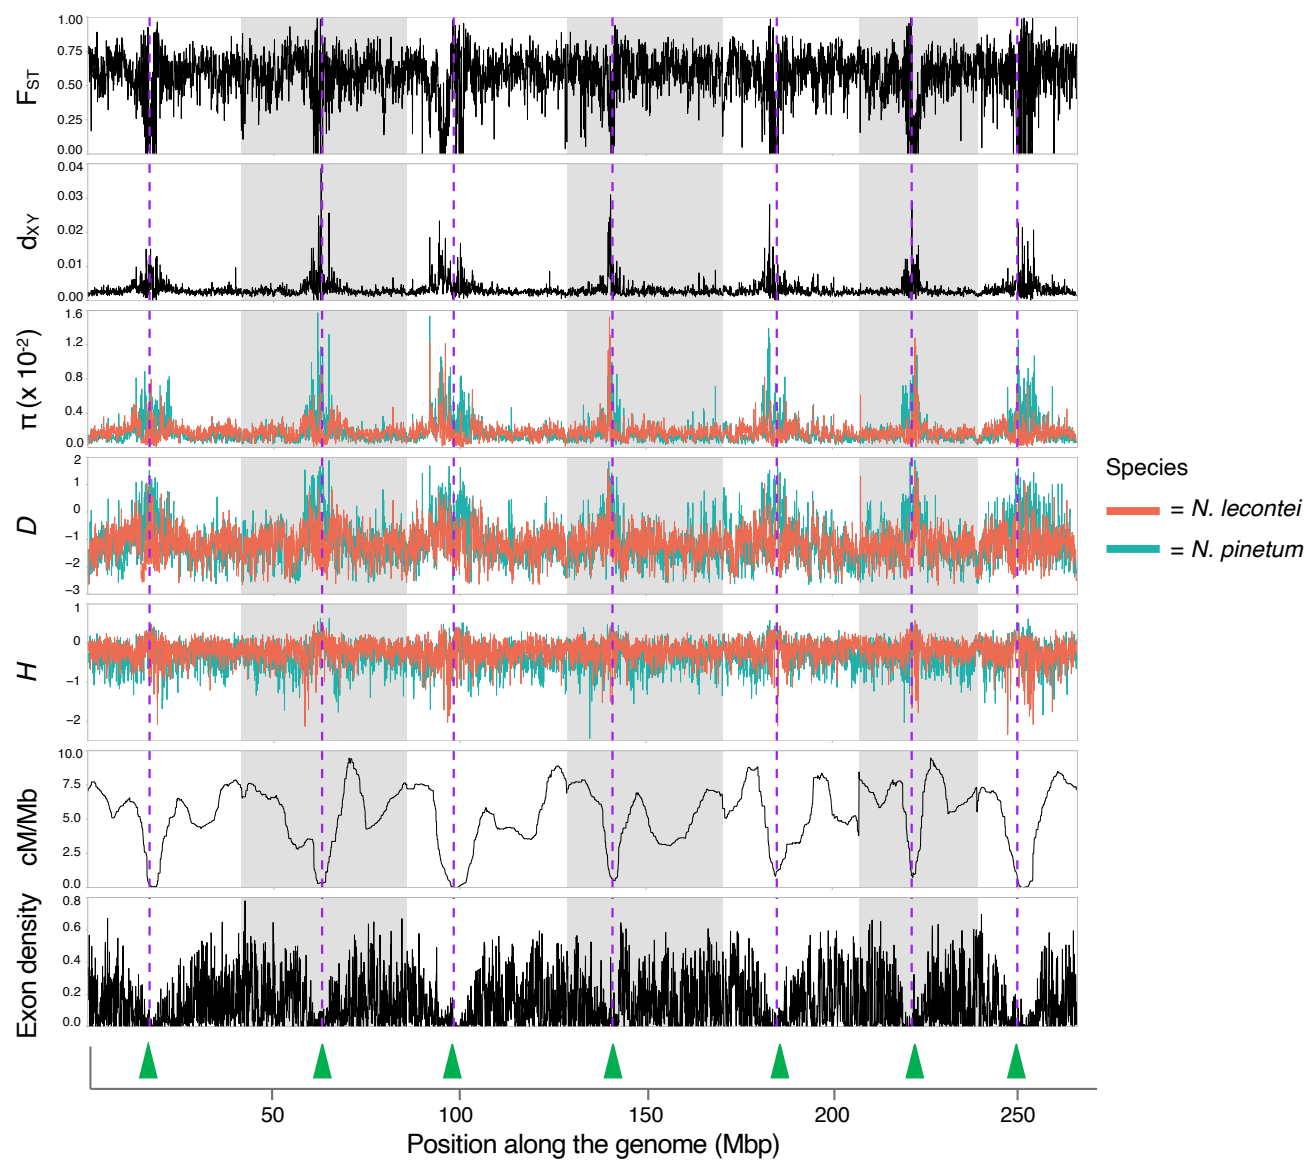 F_ST
1.00
0.75
0.50
0.25
0.00
d_XY
0.04
0.03
0.02
0.01
0.00
π (x 10⁻²)
1.6
1.2
0.8
0.4
0.0
D
2
1
0
−1
−2
−3
H
1
0
−1
−2
cM/Mb
10.0
7.5
5.0
2.5
0.0
Exon density
0.8
0.6
0.4
0.2
0.0
50 100 150 200 250
Position along the genome (Mbp)
Species
= N. lecontei
= N. pinetum